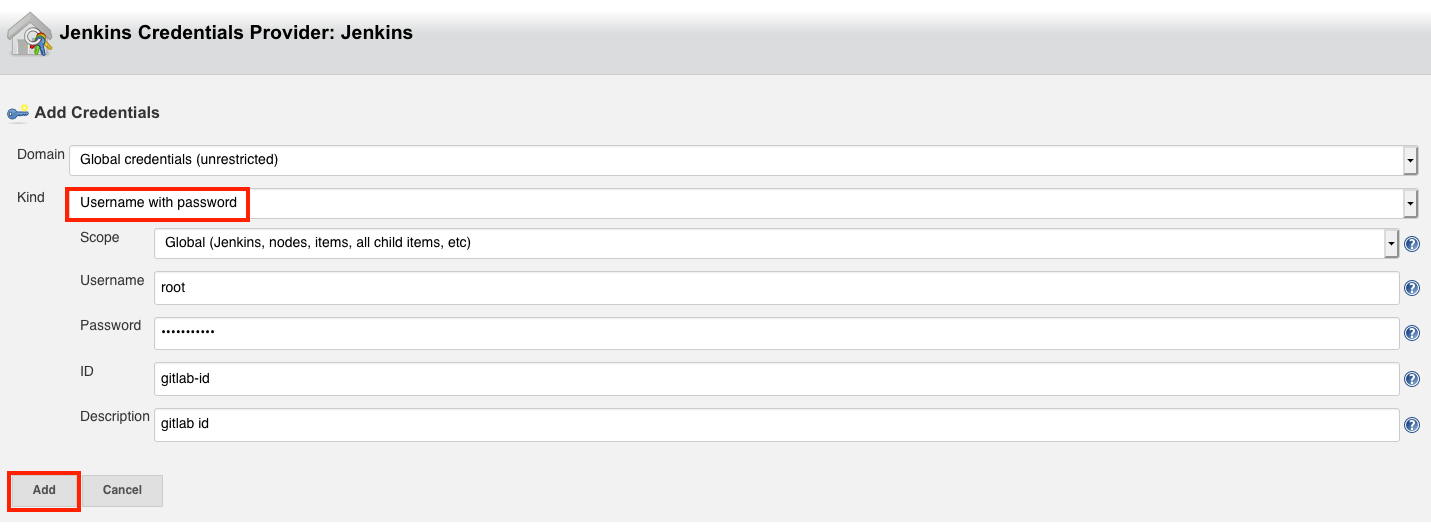 Jenkins Credentials Provider: Jenkins
Add Credentials
Domain Global credentials (unrestricted)
Kind Username with password
Scope Global (Jenkins, nodes, items, all child items, etc)
Username root
Password •••••••••••
ID gitlab-id
Description gitlab id
Add Cancel